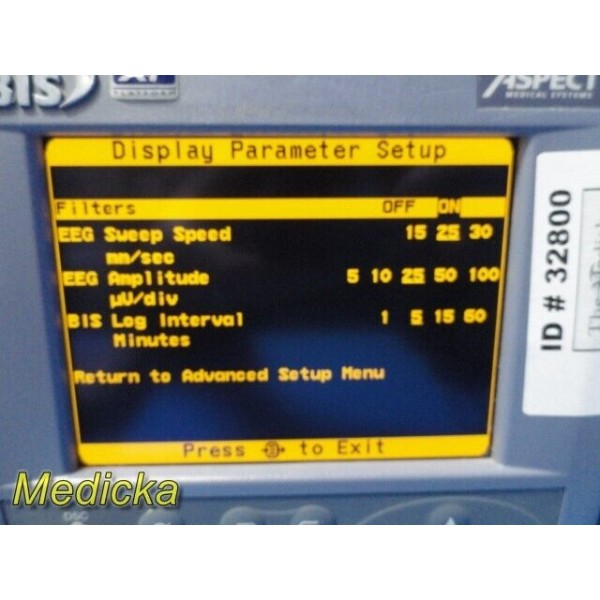 BIS
XP
PLATFORM
ASPECT
MEDICAL SYSTEMS
Display Parameter Setup
Filters OFF ON
EEG Sweep Speed 15 25 30
mm/sec
EEG Amplitude 5 10 25 50 100
µV/div
BIS Log Interval 1 5 15 60
Minutes
Return to Advanced Setup Menu
Press to Exit
ID # 32800
Medicka
DSC